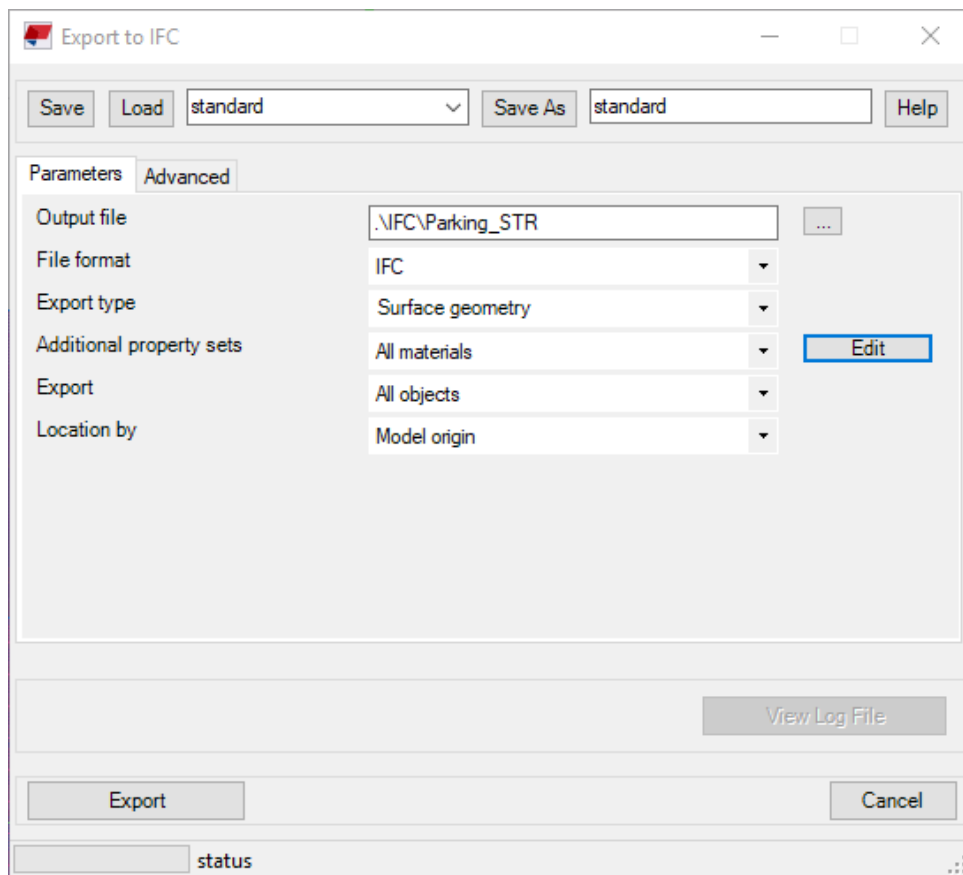 Export to IFC
Save Load standard Save As standard Help
Parameters Advanced
Output file .\IFC\Parking_STR ...
File format IFC
Export type Surface geometry
Additional property sets All materials Edit
Export All objects
Location by Model origin
View Log File
Export Cancel
status